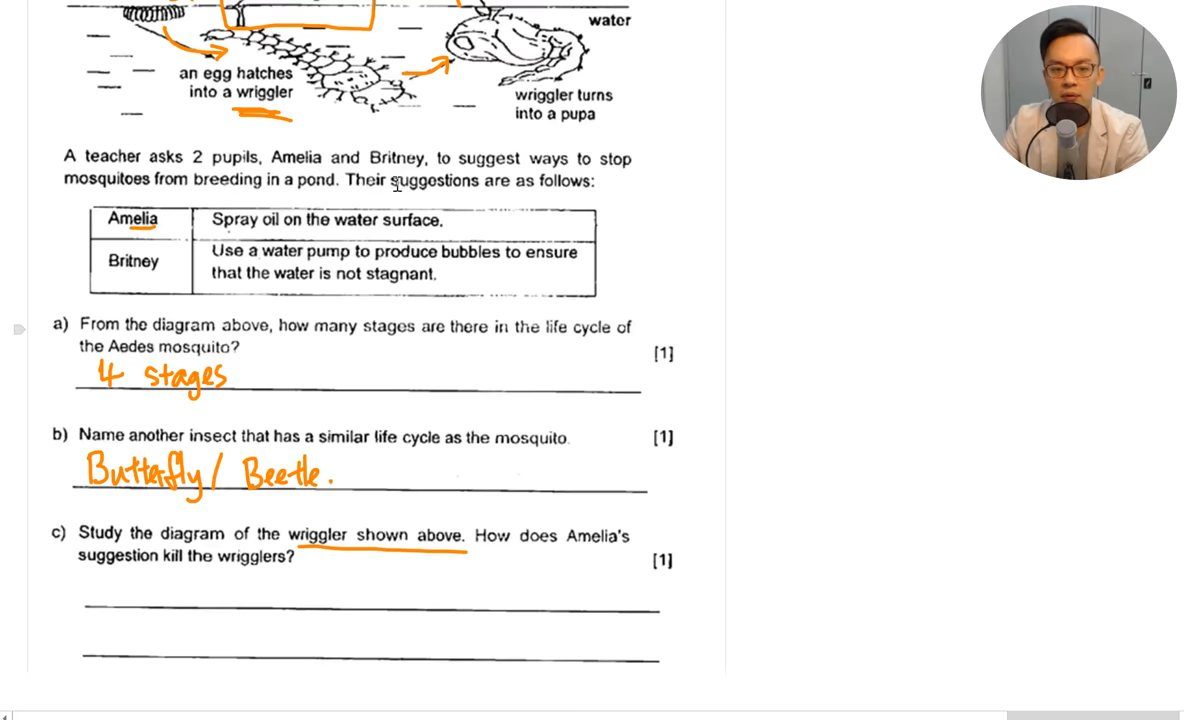 water
an egg hatches
into a wriggler
wriggler turns
into a pupa
A teacher asks 2 pupils, Amelia and Britney, to suggest ways to stop
mosquitoes from breeding in a pond. Their suggestions are as follows:
Amelia Spray oil on the water surface.
Britney Use a water pump to produce bubbles to ensure
that the water is not stagnant.
a) From the diagram above, how many stages are there in the life cycle of
the Aedes mosquito? [1]
4 stages
b) Name another insect that has a similar life cycle as the mosquito. [1]
Butterfly / Beetle.
c) Study the diagram of the wriggler shown above. How does Amelia's
suggestion kill the wrigglers? [1]